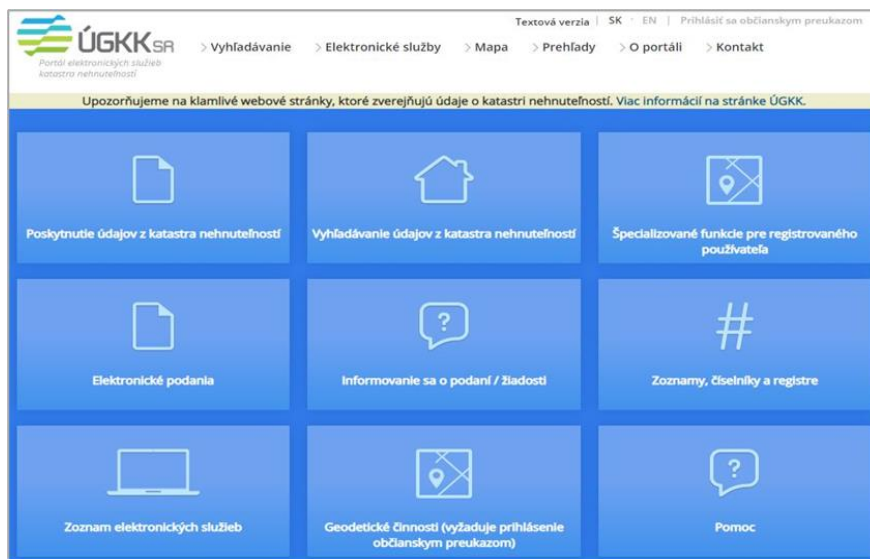 Textová verzia | SK · EN | Prihlásiť sa občianskym preukazom
ÚGKK SR
Portál elektronických služieb
katastra nehnuteľností
> Vyhľadávanie > Elektronické služby > Mapa > Prehľady > O portáli > Kontakt
Upozorňujeme na klamlivé webové stránky, ktoré zverejňujú údaje o katastri nehnuteľností. Viac informácií na stránke ÚGKK.
Poskytnutie údajov z katastra nehnuteľností
Vyhľadávanie údajov z katastra nehnuteľností
Špecializované funkcie pre registrovaného
používateľa
Elektronické podania
?
Informovanie sa o podaní / žiadosti
#
Zoznamy, číselníky a registre
Zoznam elektronických služieb
Geodetické činnosti (vyžaduje prihlásenie
občianskym preukazom)
?
Pomoc